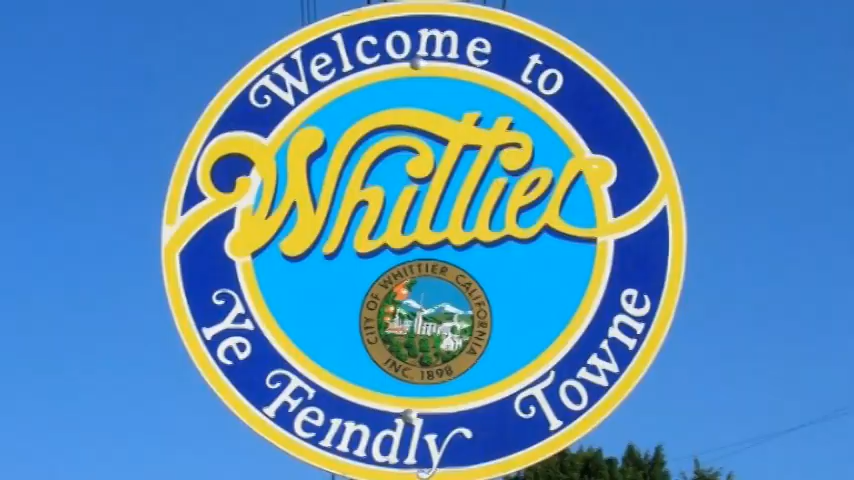 Welcome to
Whittier
CITY OF WHITTIER CALIFORNIA
INC. 1898
Ye Feindly Towne